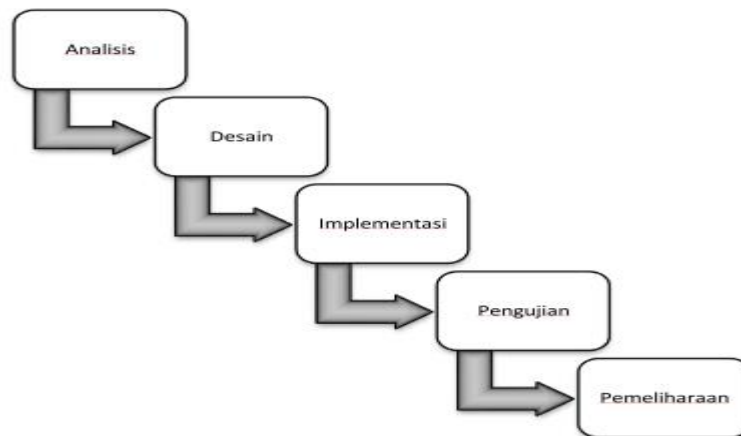 Analisis
Desain
Implementasi
Pengujian
Pemeliharaan